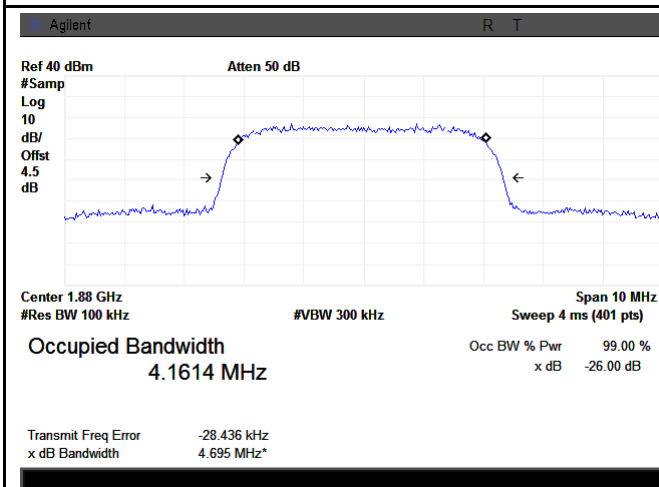 Agilent R T
Ref 40 dBm Atten 50 dB
#Samp
Log
10
dB/
Offst
4.5
dB
Center 1.88 GHz Span 10 MHz
#Res BW 100 kHz #VBW 300 kHz Sweep 4 ms (401 pts)
Occupied Bandwidth Occ BW % Pwr 99.00 %
4.1614 MHz x dB -26.00 dB
Transmit Freq Error -28.436 kHz
x dB Bandwidth 4.695 MHz*